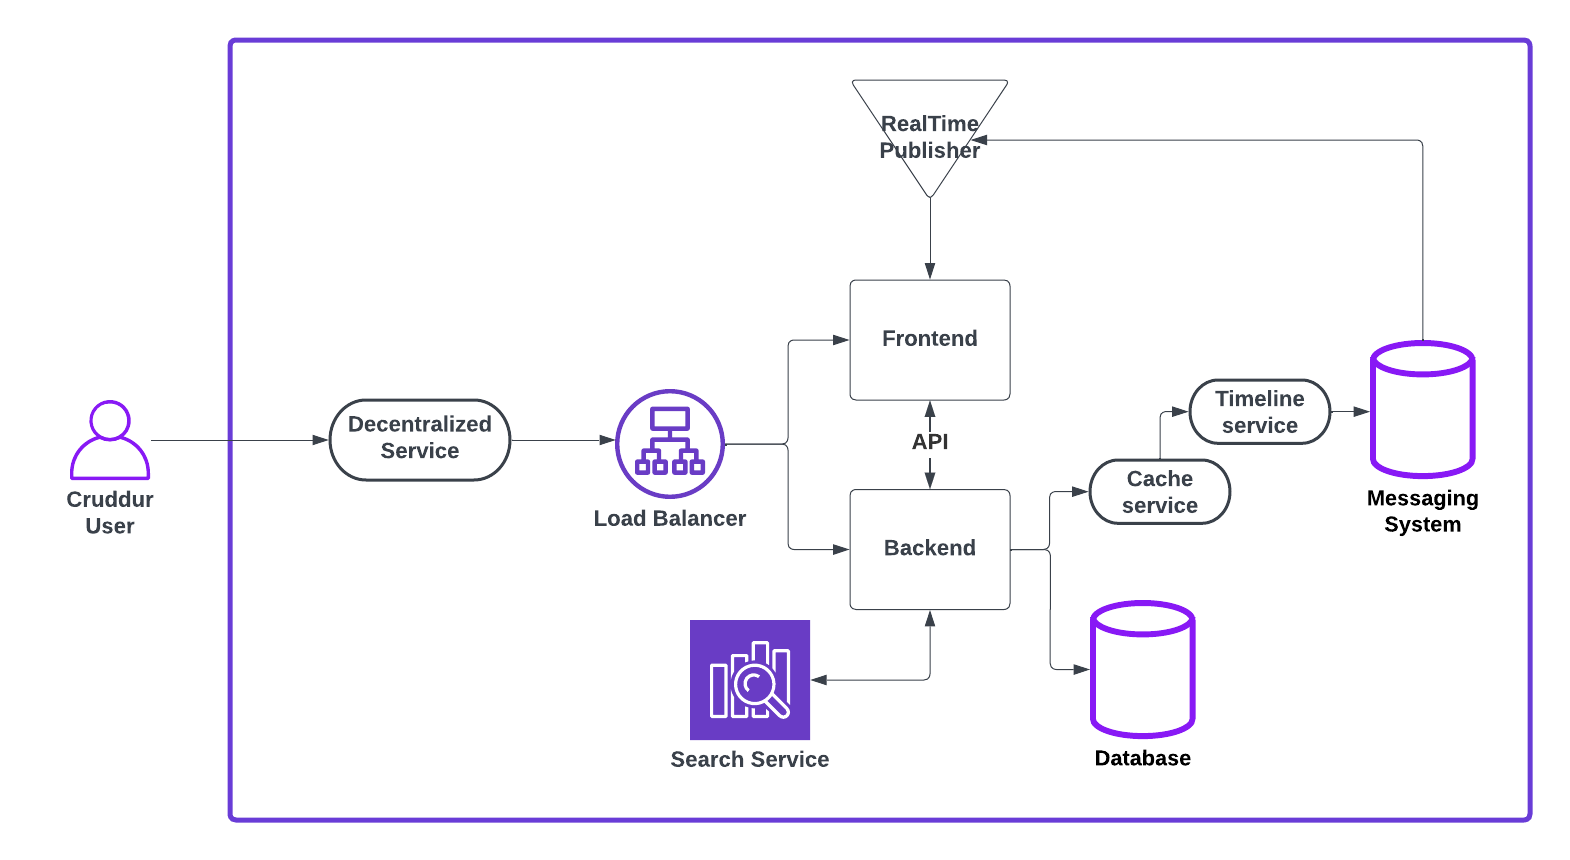 RealTime
Publisher
Frontend
Decentralized
Service
Load Balancer
API
Cruddur
User
Backend
Timeline
service
Cache
service
Messaging
System
Search Service
Database